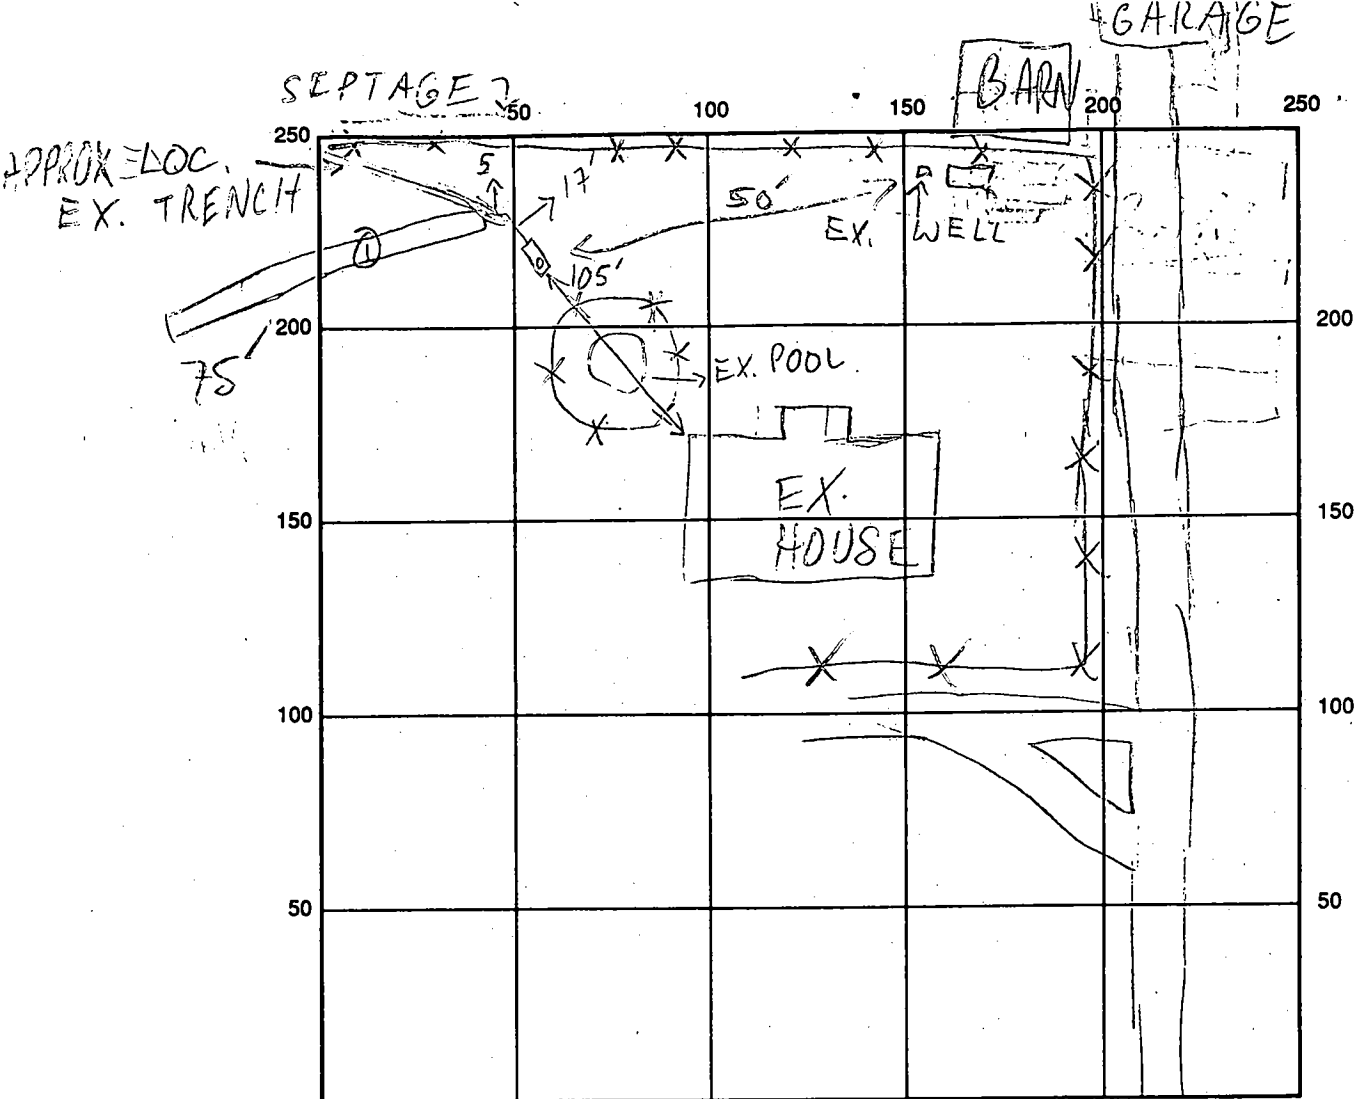 GARAGE
BARN
SEPTAGE
50 100 150 200 250
250
APPROX LOC.
EX. TRENCH
5
17'
50'
EX. WELL
1
105'
200 200
75'
EX. POOL
EX.
HOUSE
150 150
100 100
50 50